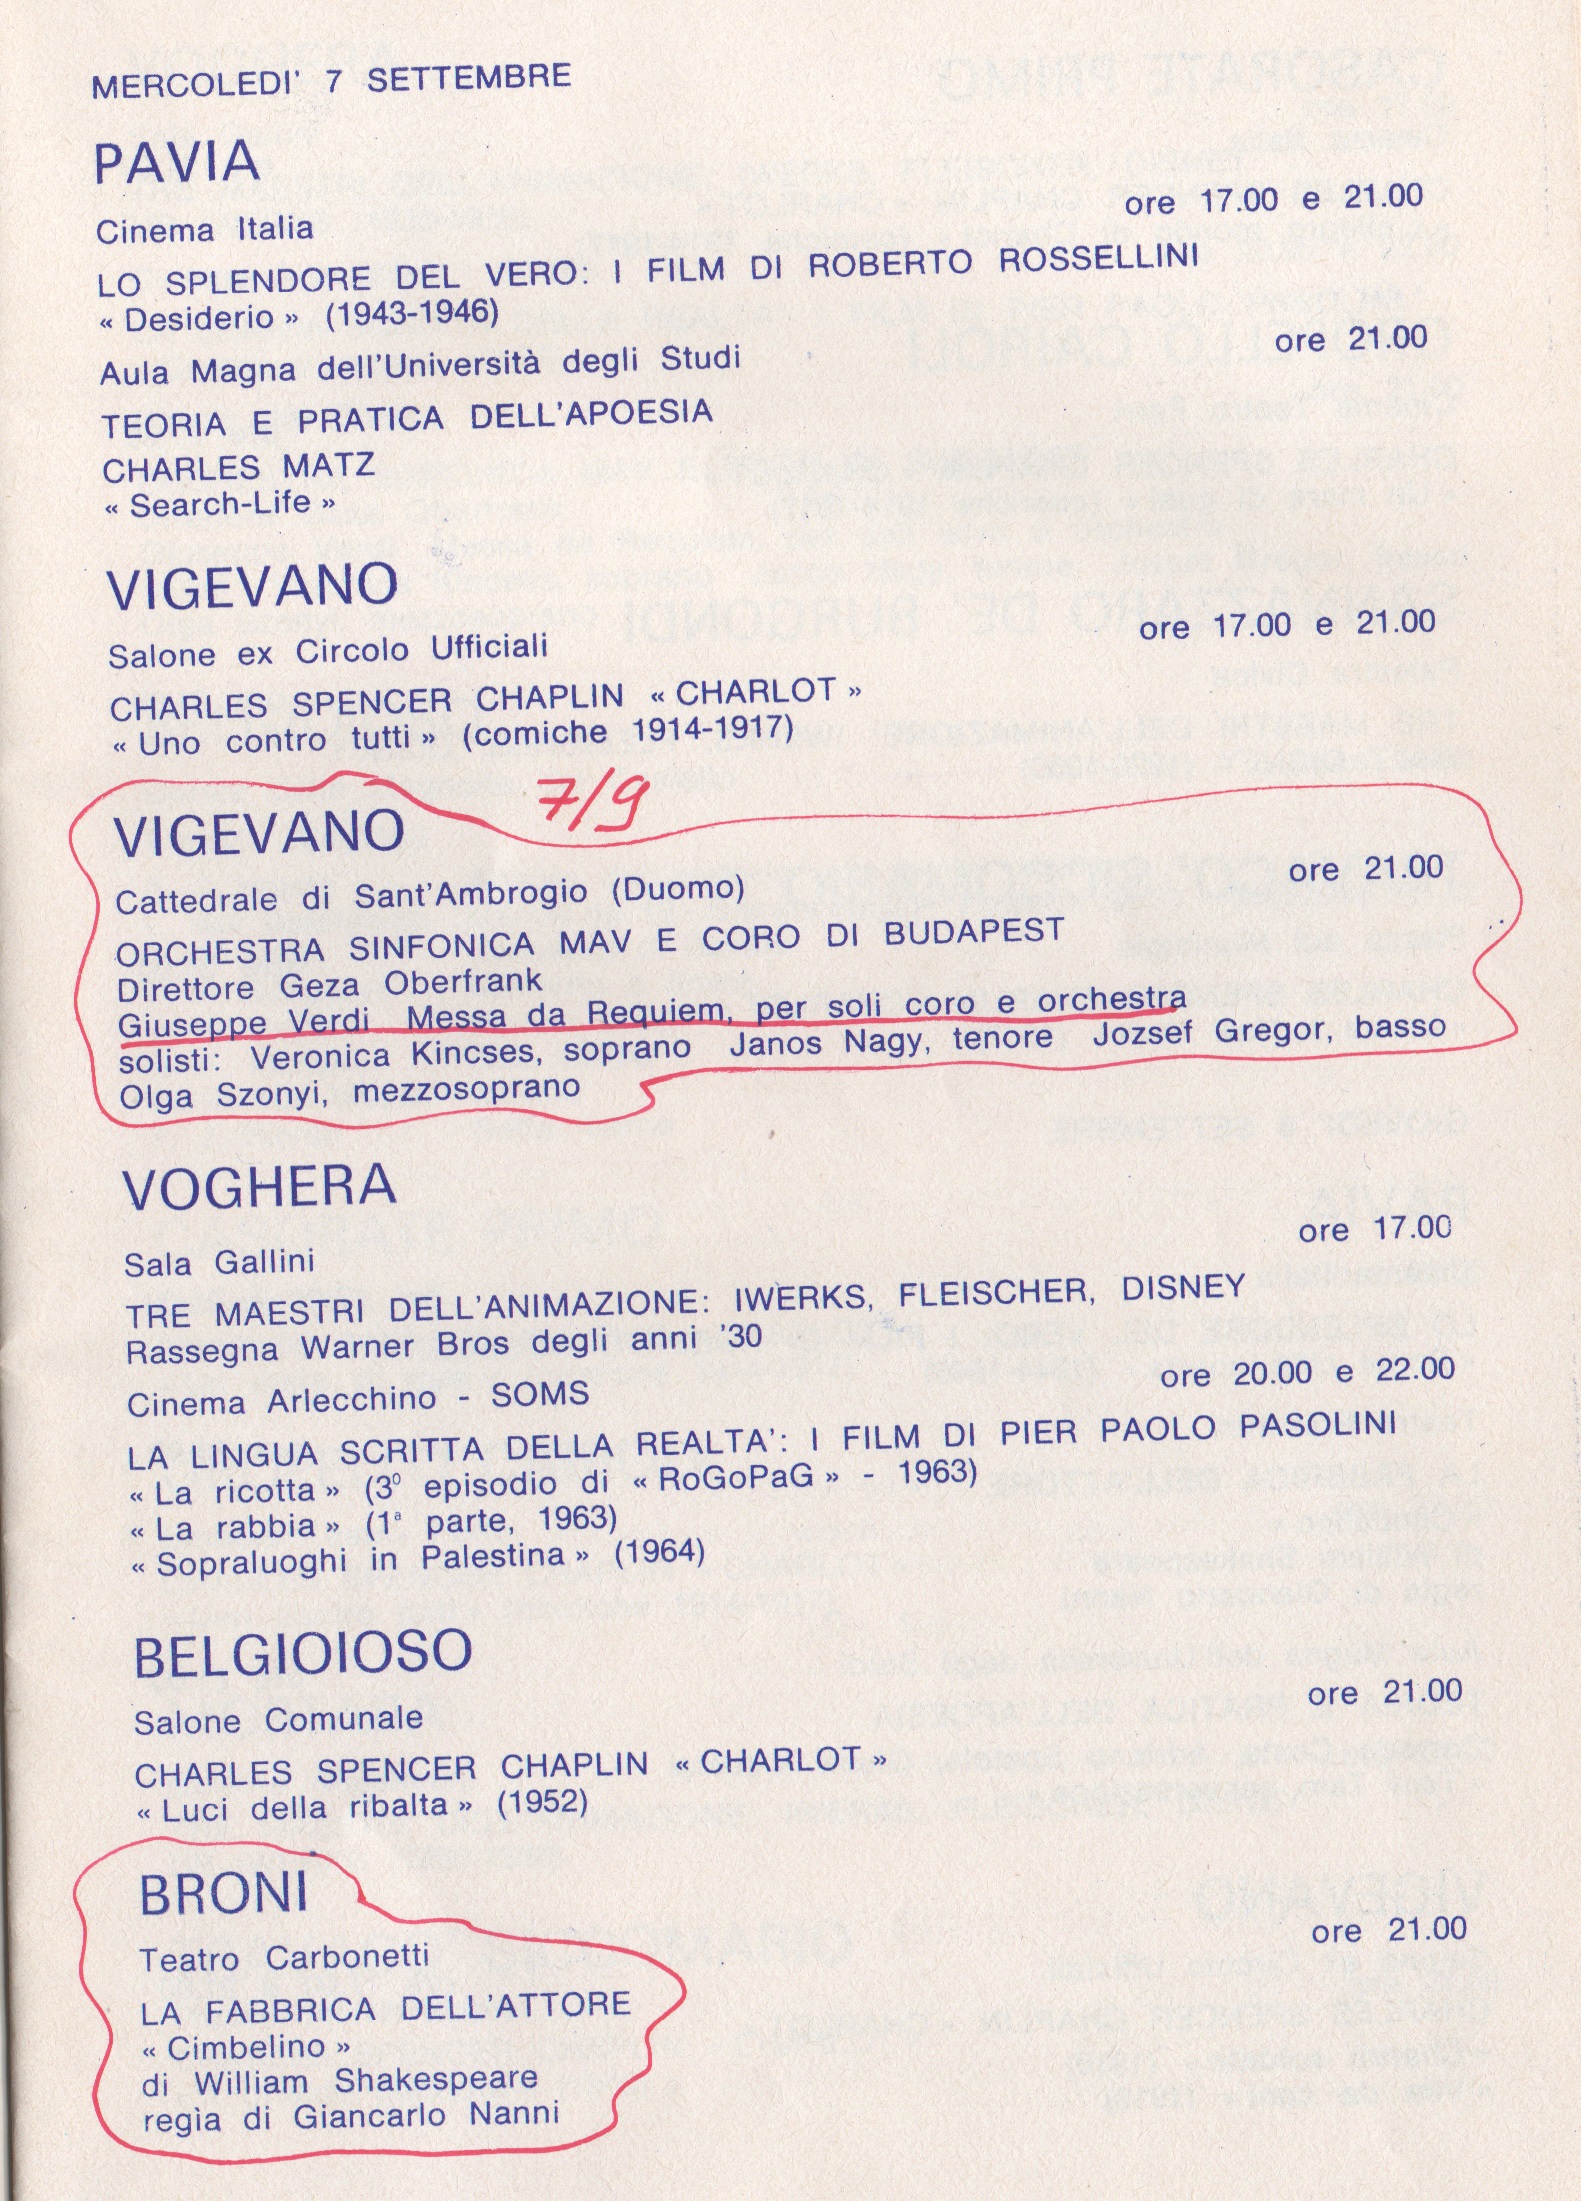 MERCOLEDI' 7 SETTEMBRE
PAVIA
Cinema Italia
ore 17.00 e 21.00
LO SPLENDORE DEL VERO: I FILM DI ROBERTO ROSSELLINI
« Desiderio » (1943-1946)
Aula Magna dell'Università degli Studi
ore 21.00
TEORIA E PRATICA DELL'APOESIA
CHARLES MATZ
« Search-Life »
VIGEVANO
Salone ex Circolo Ufficiali
ore 17.00 e 21.00
CHARLES SPENCER CHAPLIN « CHARLOT »
« Uno contro tutti » (comiche 1914-1917)
7/9
VIGEVANO
Cattedrale di Sant'Ambrogio (Duomo)
ore 21.00
ORCHESTRA SINFONICA MAV E CORO DI BUDAPEST
Direttore Geza Oberfrank
Giuseppe Verdi Messa da Requiem, per soli coro e orchestra
solisti: Veronica Kincses, soprano Janos Nagy, tenore Jozsef Gregor, basso
Olga Szonyi, mezzosoprano
VOGHERA
Sala Gallini
ore 17.00
TRE MAESTRI DELL'ANIMAZIONE: IWERKS, FLEISCHER, DISNEY
Rassegna Warner Bros degli anni '30
Cinema Arlecchino - SOMS
ore 20.00 e 22.00
LA LINGUA SCRITTA DELLA REALTA': I FILM DI PIER PAOLO PASOLINI
« La ricotta » (3º episodio di « RoGoPaG » - 1963)
« La rabbia » (1ª parte, 1963)
« Sopraluoghi in Palestina » (1964)
BELGIOIOSO
Salone Comunale
ore 21.00
CHARLES SPENCER CHAPLIN « CHARLOT »
« Luci della ribalta » (1952)
BRONI
Teatro Carbonetti
ore 21.00
LA FABBRICA DELL'ATTORE
« Cimbelino »
di William Shakespeare
regia di Giancarlo Nanni